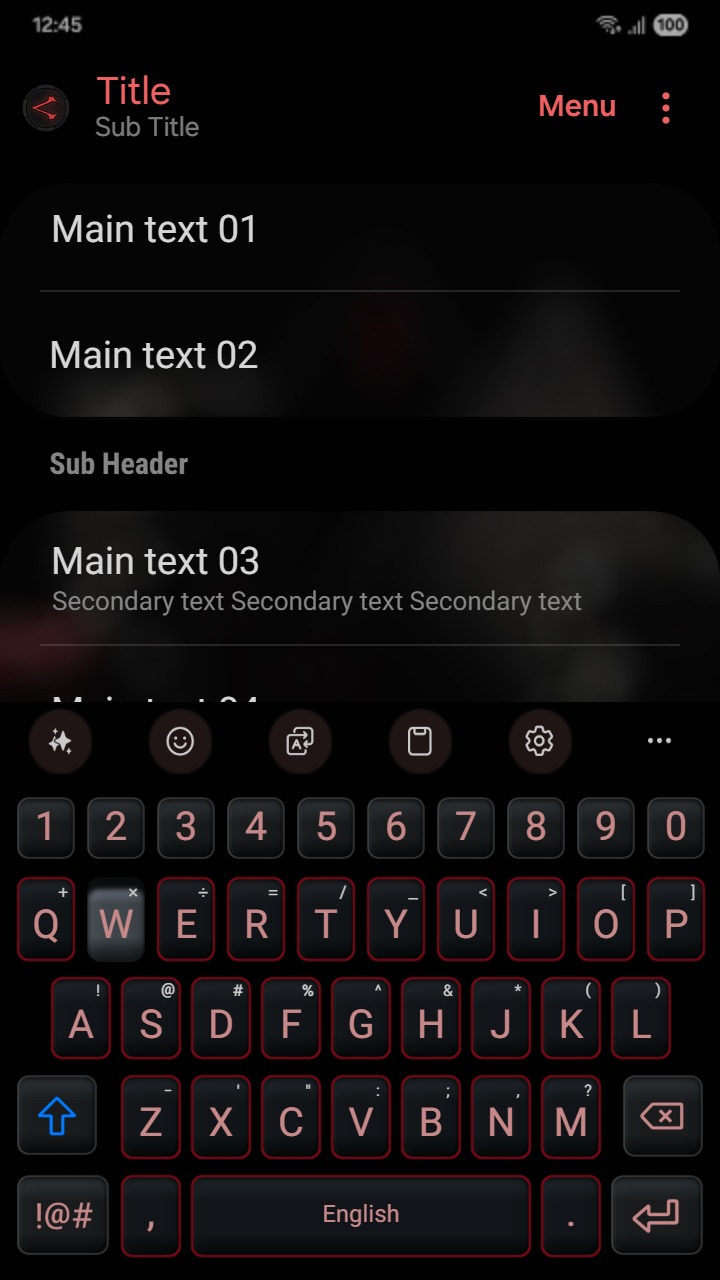 12:45
100
Title
Sub Title
Menu
Main text 01
Main text 02
Sub Header
Main text 03
Secondary text Secondary text Secondary text
1 2 3 4 5 6 7 8 9 0
+ × ÷ = / _ < > [ ]
Q W E R T Y U I O P
! @ # % ^ & * ( )
A S D F G H J K L
- ' " : ; , ?
Z X C V B N M
!@# , English .